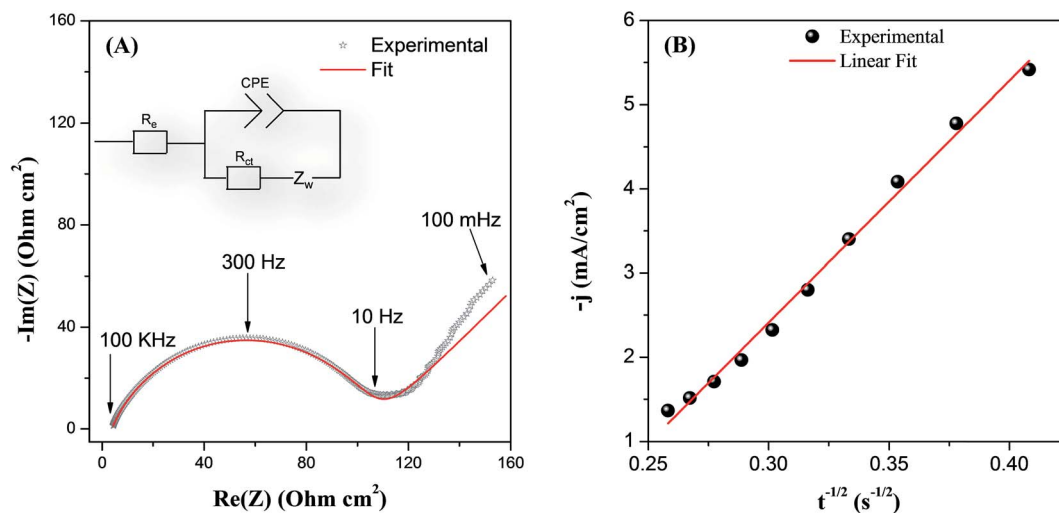 (A)
Experimental
Fit
CPE
Re
Rct
Zw
100 KHz
300 Hz
10 Hz
100 mHz
160
120
80
40
0
0
40
80
120
160
-Im(Z) (Ohm cm²)
Re(Z) (Ohm cm²)
(B)
Experimental
Linear Fit
6
5
4
3
2
1
0.25
0.30
0.35
0.40
-j (mA/cm²)
t⁻¹/² (s⁻¹/²)